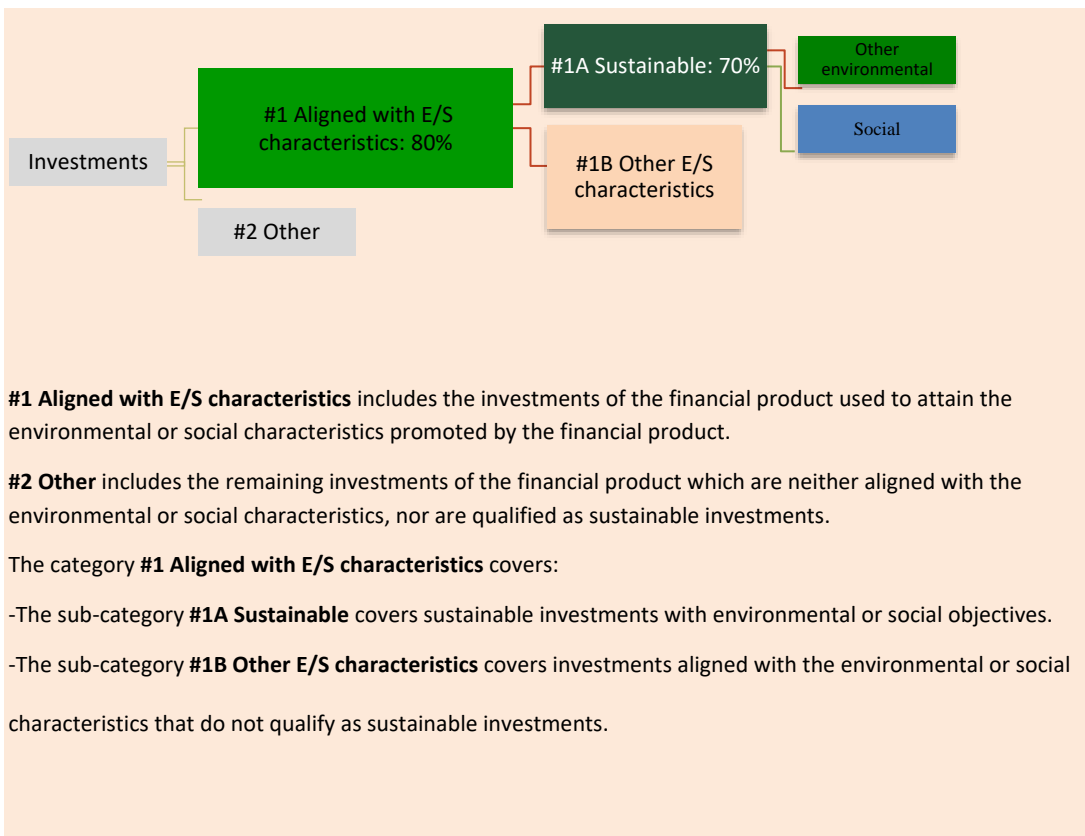 Investments
#1 Aligned with E/S
characteristics: 80%
#2 Other
#1A Sustainable: 70%
#1B Other E/S
characteristics
Other
environmental
Social
#1 Aligned with E/S characteristics includes the investments of the financial product used to attain the
environmental or social characteristics promoted by the financial product.
#2 Other includes the remaining investments of the financial product which are neither aligned with the
environmental or social characteristics, nor are qualified as sustainable investments.
The category #1 Aligned with E/S characteristics covers:
-The sub-category #1A Sustainable covers sustainable investments with environmental or social objectives.
-The sub-category #1B Other E/S characteristics covers investments aligned with the environmental or social
characteristics that do not qualify as sustainable investments.